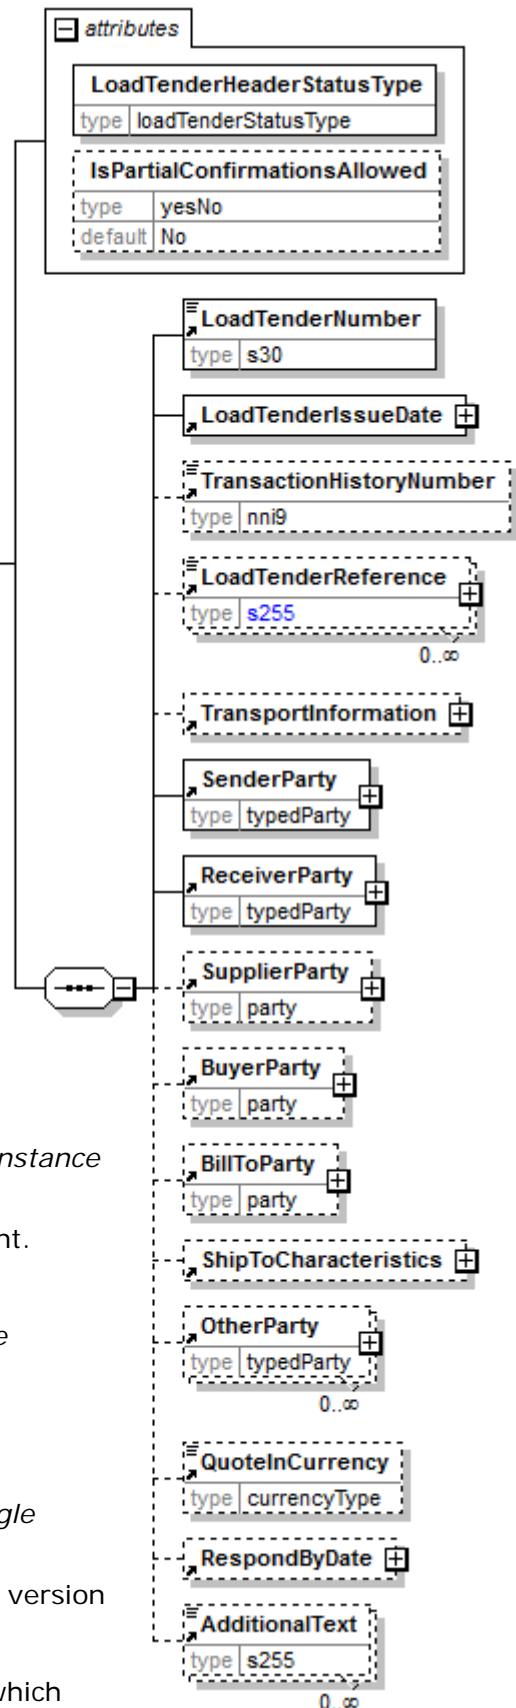 attributes
LoadTenderHeaderStatusType
type loadTenderStatusType
IsPartialConfirmationsAllowed
type yesNo
default No
LoadTenderNumber
type s30
LoadTenderIssueDate
TransactionHistoryNumber
type nni9
LoadTenderReference
type s255
0..∞
TransportInformation
SenderParty
type typedParty
ReceiverParty
type typedParty
SupplierParty
type party
BuyerParty
type party
BillToParty
type party
nstance
nt.
ShipToCharacteristics
OtherParty
type typedParty
e
0..∞
QuoteInCurrency
type currencyType
gle
RespondByDate
version
AdditionalText
type s255
which
0..∞